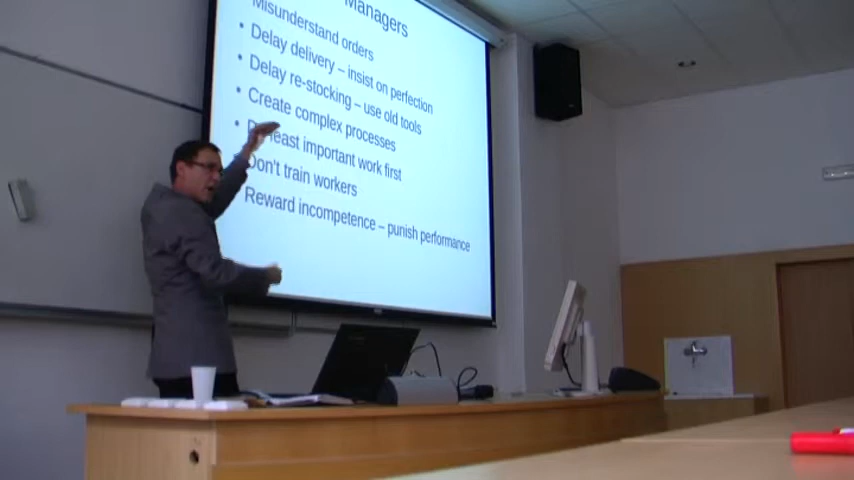 Managers
Misunderstand orders
• Delay delivery – insist on perfection
• Delay re-stocking – use old tools
• Create complex processes
• least important work first
Don't train workers
Reward incompetence – punish performance